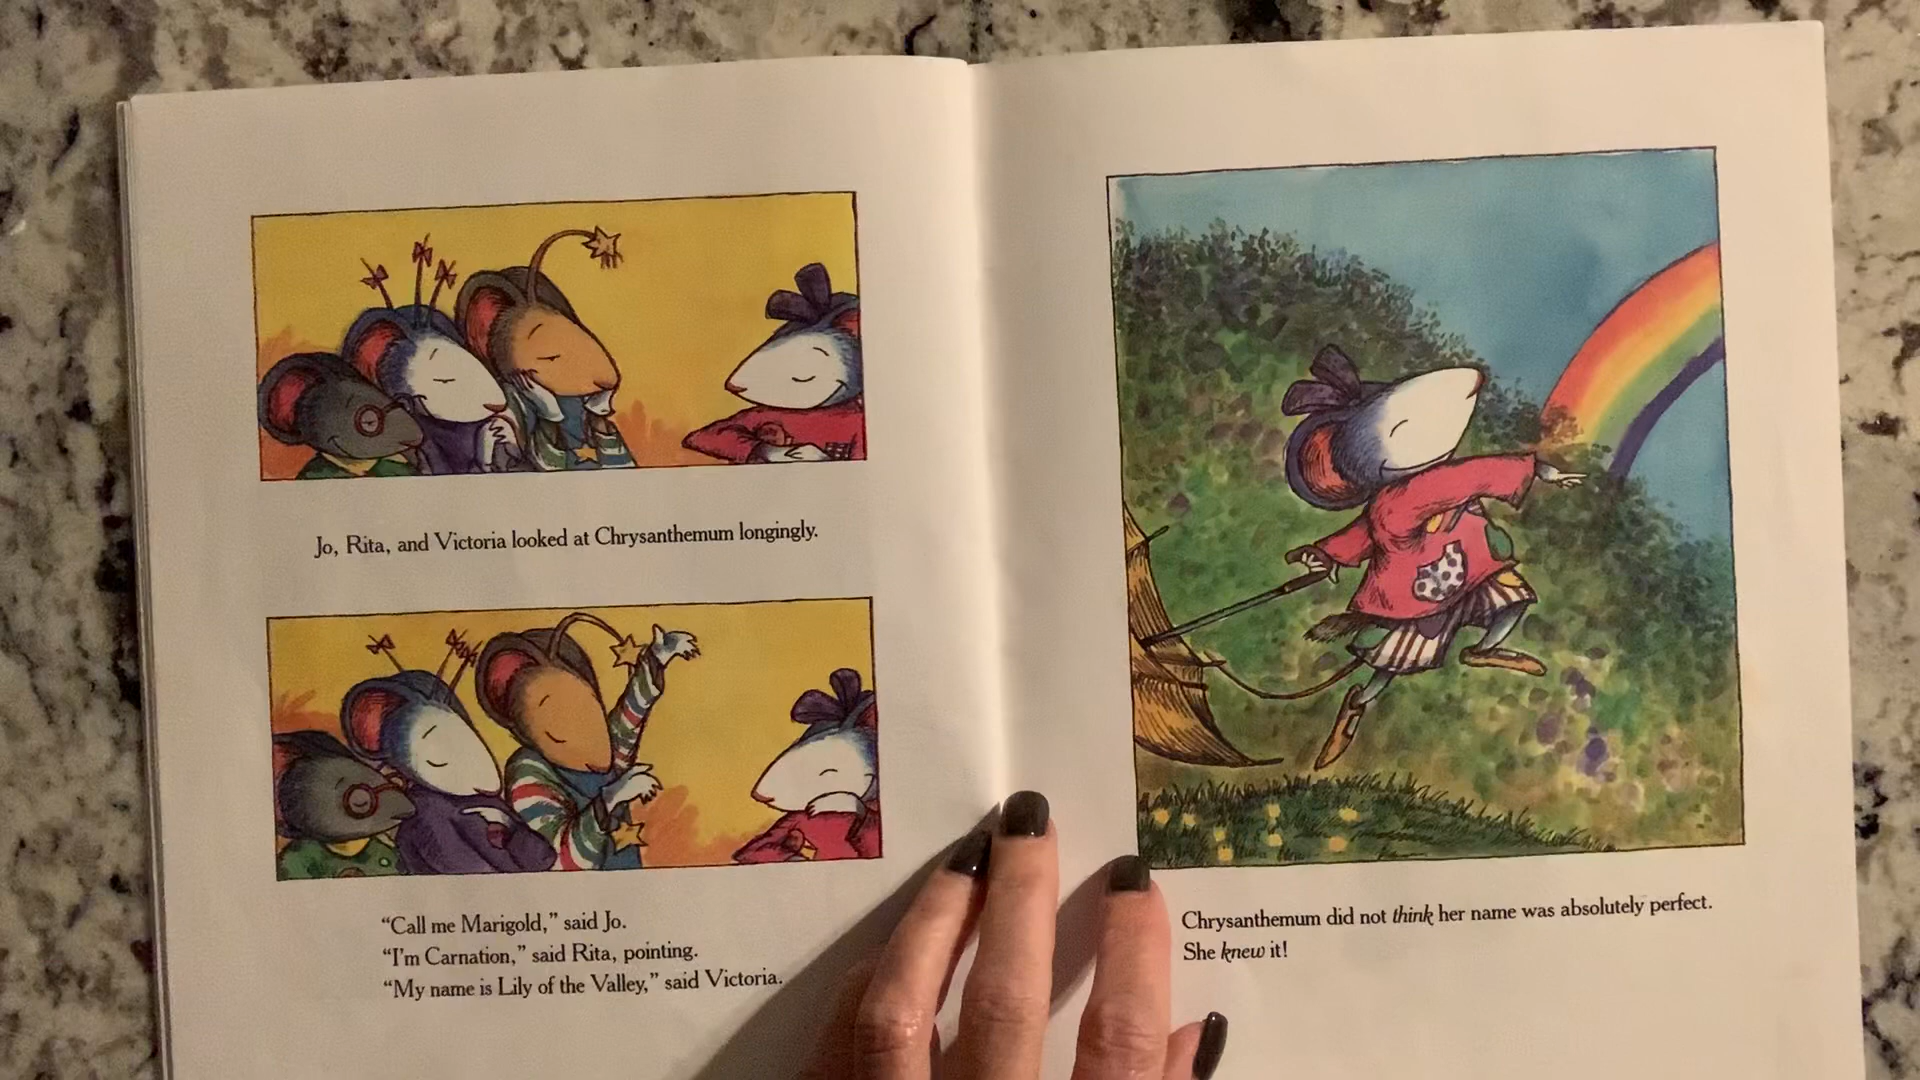 Jo, Rita, and Victoria looked at Chrysanthemum longingly.
“Call me Marigold,” said Jo.
“I'm Carnation,” said Rita, pointing.
“My name is Lily of the Valley,” said Victoria.
Chrysanthemum did not think her name was absolutely perfect.
She knew it!